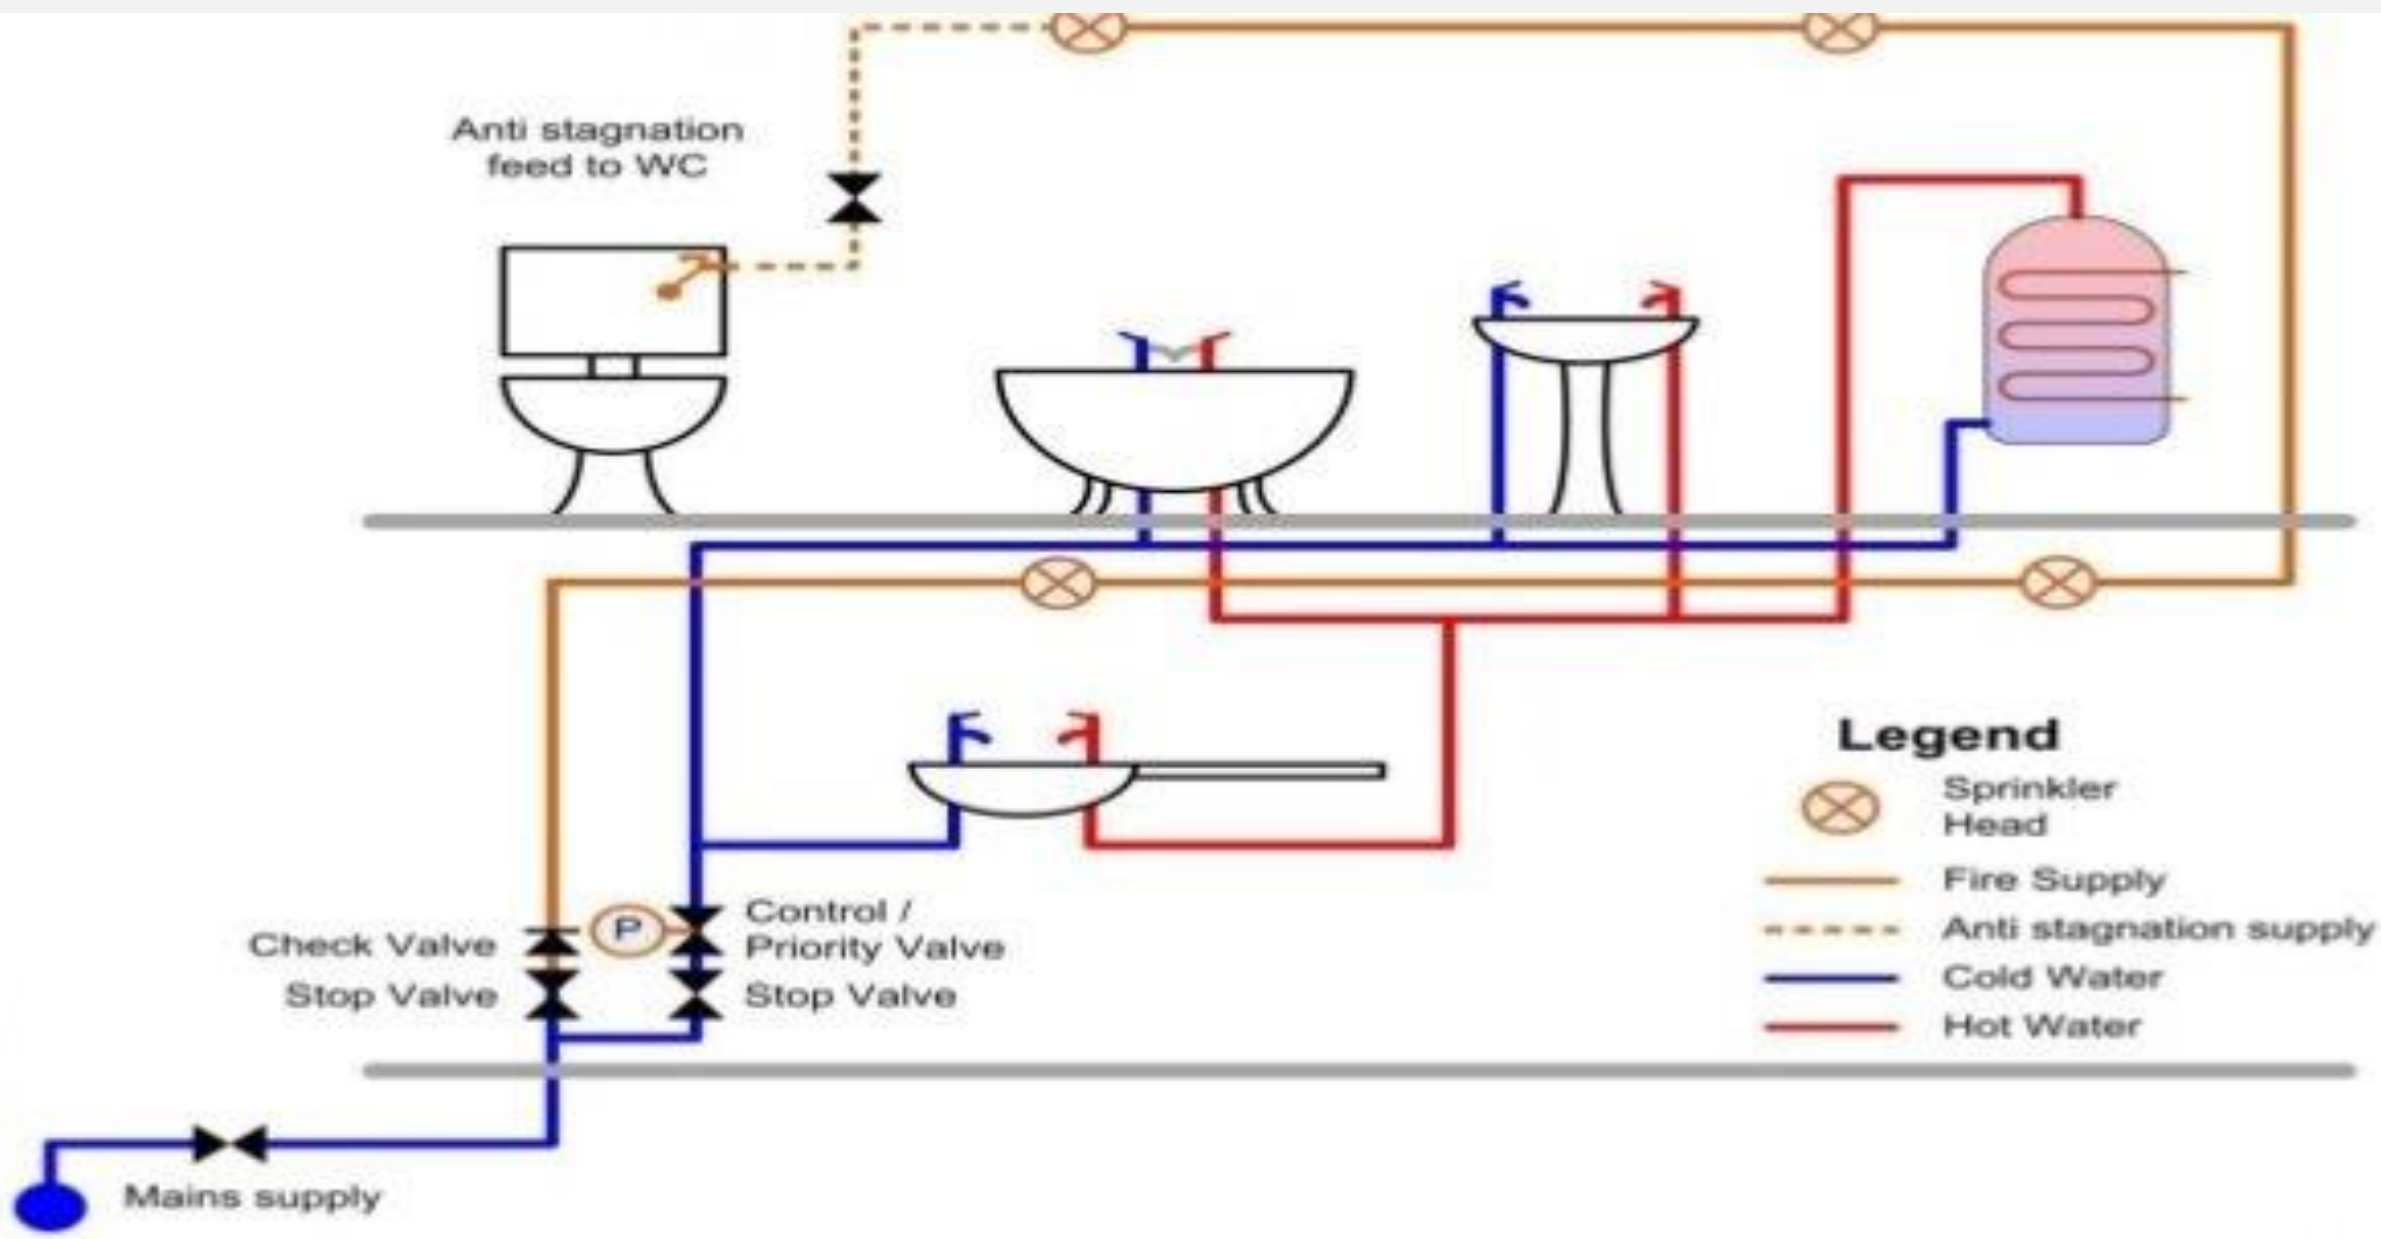 Anti stagnation
feed to WC
Legend
Sprinkler
Head
Fire Supply
Anti stagnation supply
Cold Water
Hot Water
Check Valve
Stop Valve
P
Control /
Priority Valve
Stop Valve
Mains supply